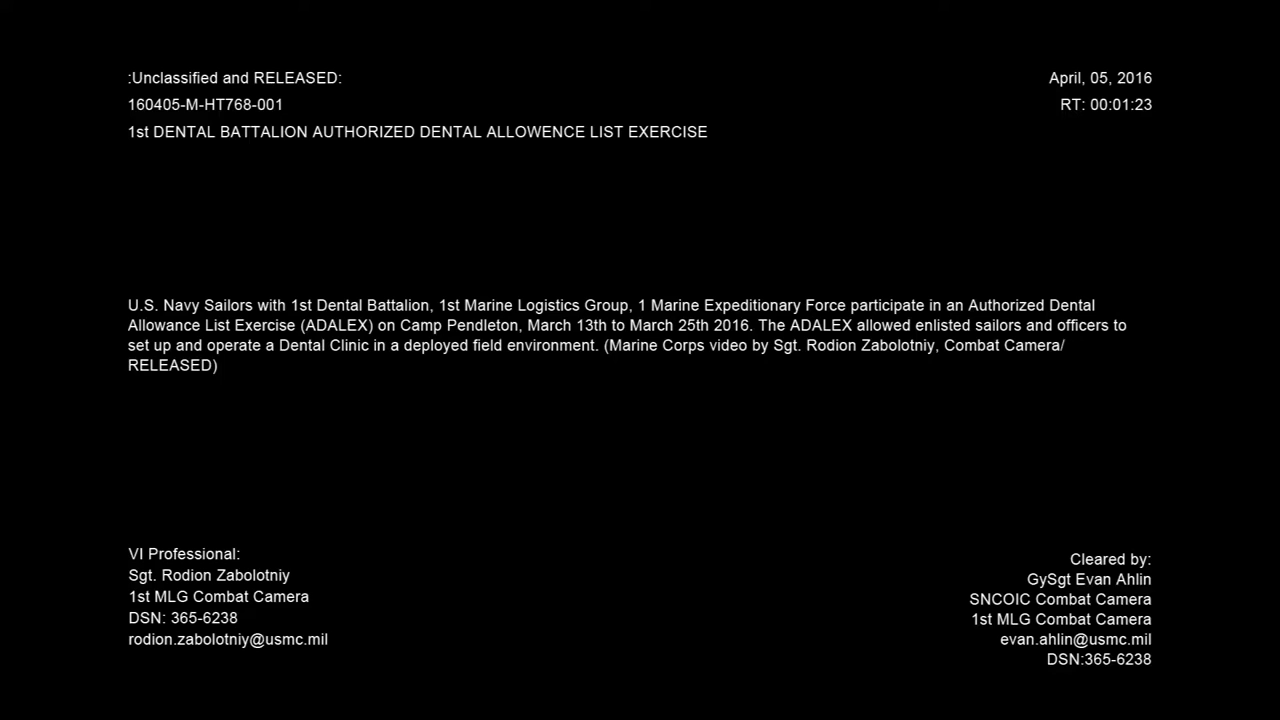 :Unclassified and RELEASED:
April, 05, 2016
160405-M-HT768-001
RT: 00:01:23
1st DENTAL BATTALION AUTHORIZED DENTAL ALLOWENCE LIST EXERCISE
U.S. Navy Sailors with 1st Dental Battalion, 1st Marine Logistics Group, 1 Marine Expeditionary Force participate in an Authorized Dental
Allowance List Exercise (ADALEX) on Camp Pendleton, March 13th to March 25th 2016. The ADALEX allowed enlisted sailors and officers to
set up and operate a Dental Clinic in a deployed field environment. (Marine Corps video by Sgt. Rodion Zabolotniy, Combat Camera/
RELEASED)
VI Professional:
Sgt. Rodion Zabolotniy
1st MLG Combat Camera
DSN: 365-6238
rodion.zabolotniy@usmc.mil
Cleared by:
GySgt Evan Ahlin
SNCOIC Combat Camera
1st MLG Combat Camera
evan.ahlin@usmc.mil
DSN:365-6238